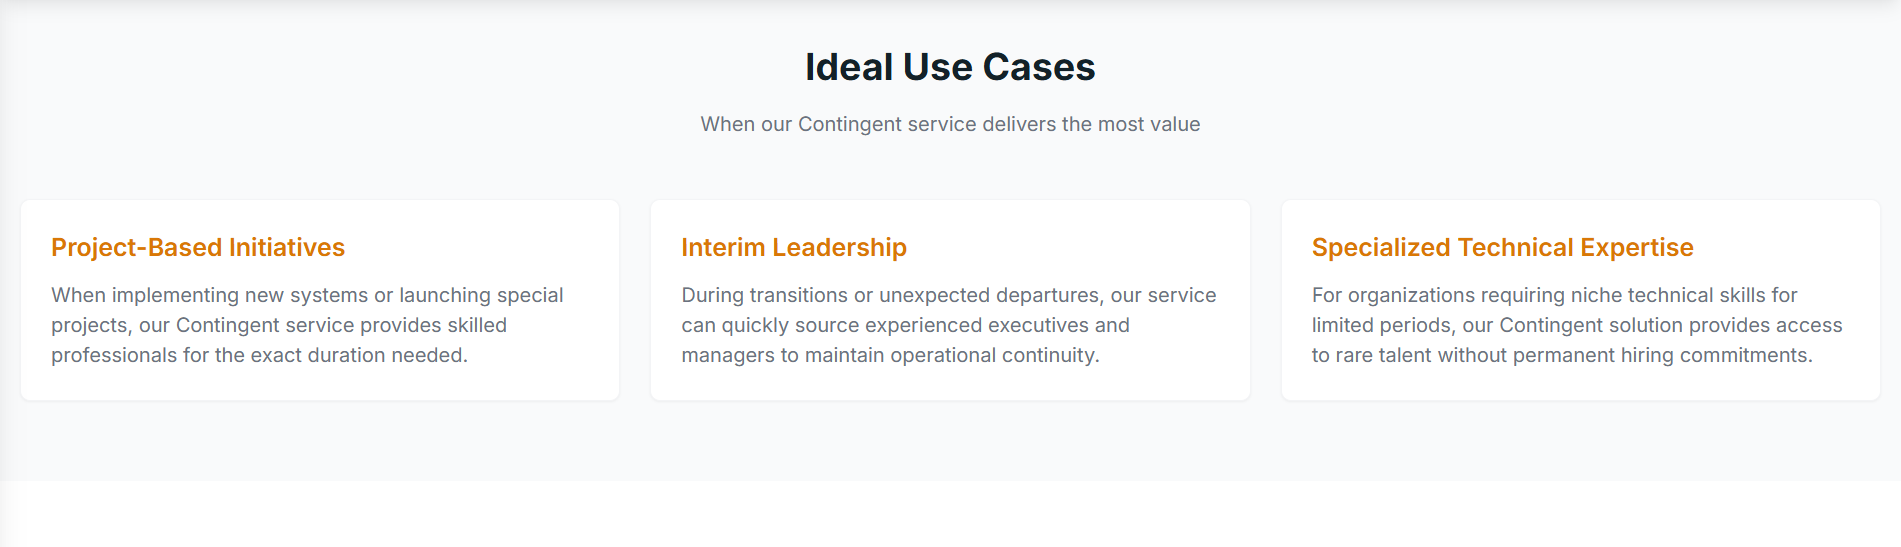 Ideal Use Cases
When our Contingent service delivers the most value
Project-Based Initiatives
When implementing new systems or launching special
projects, our Contingent service provides skilled
professionals for the exact duration needed.
Interim Leadership
During transitions or unexpected departures, our service
can quickly source experienced executives and
managers to maintain operational continuity.
Specialized Technical Expertise
For organizations requiring niche technical skills for
limited periods, our Contingent solution provides access
to rare talent without permanent hiring commitments.